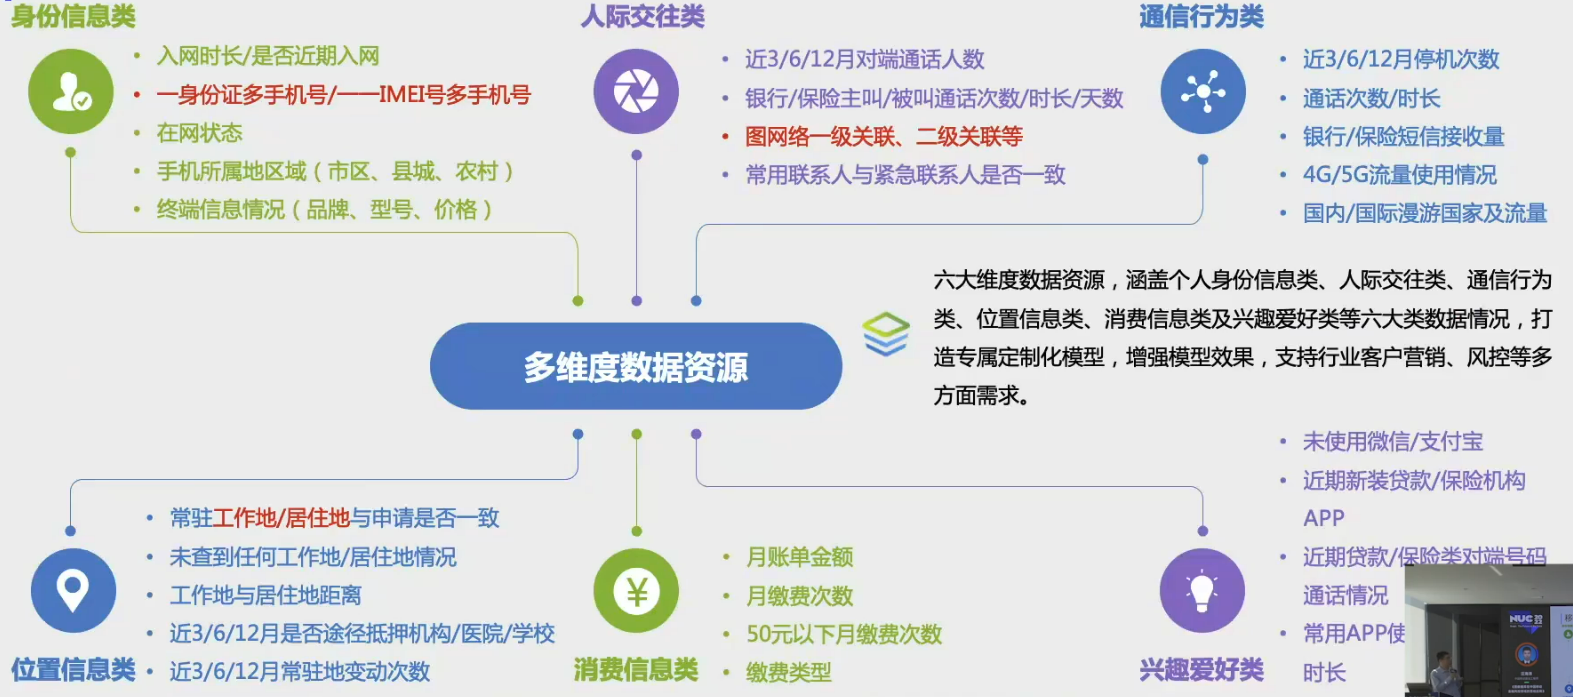 身份信息类
入网时长/是否近期入网
一身份证多手机号/一一IMEI号多手机号
在网状态
手机所属地区域（市区、县城、农村）
终端信息情况（品牌、型号、价格）
人际交往类
近3/6/12月对端通话人数
银行/保险主叫/被叫通话次数/时长/天数
图网络一级关联、二级关联等
常用联系人与紧急联系人是否一致
通信行为类
近3/6/12月停机次数
通话次数/时长
银行/保险短信接收量
4G/5G流量使用情况
国内/国际漫游国家及流量
多维度数据资源
六大维度数据资源，涵盖个人身份信息类、人际交往类、通信行为
类、位置信息类、消费信息类及兴趣爱好类等六大类数据情况，打
造专属定制化模型，增强模型效果，支持行业客户营销、风控等多
方面需求。
常驻工作地/居住地与申请是否一致
未查到任何工作地/居住地情况
工作地与居住地距离
近3/6/12月是否途径抵押机构/医院/学校
近3/6/12月常驻地变动次数
位置信息类
月账单金额
月缴费次数
50元以下月缴费次数
缴费类型
消费信息类
未使用微信/支付宝
近期新装贷款/保险机构
APP
近期贷款/保险类对端号码
通话情况
常用APP使
时长
兴趣爱好类
NUC